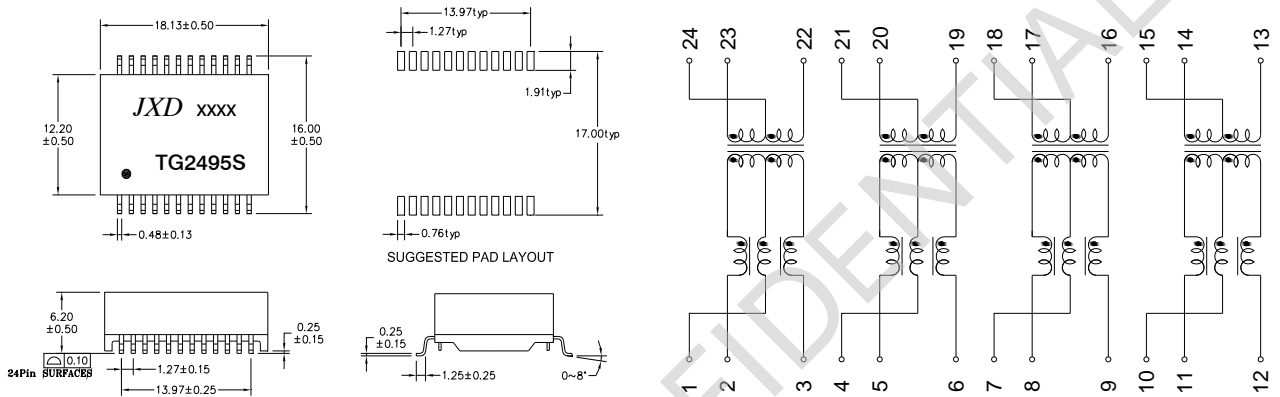 18.13±0.50
JXD xxxx
TG2495S
12.20
±0.50
16.00
±0.50
0.48±0.13
13.97typ
1.27typ
1.91typ
17.00typ
0.76typ
SUGGESTED PAD LAYOUT
6.20
±0.50
0.25
±0.15
0.10
24Pin SURFACES
1.27±0.15
13.97±0.25
0.25
±0.15
1.25±0.25
0~8°
24 23 22 21 20 19 18 17 16 15 14 13
1 2 3 4 5 6 7 8 9 10 11 12
FIDENTIAL